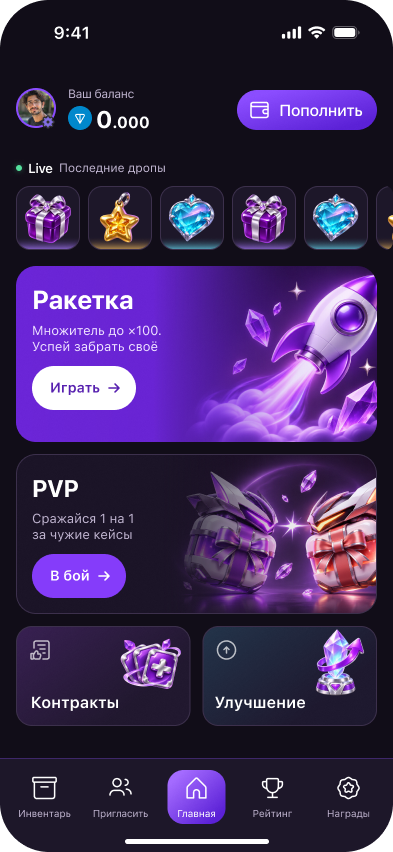 9:41
Ваш баланс
0.000
Пополнить
Live Последние дропы
Ракетка
Множитель до ×100.
Успей забрать своё
Играть →
PVP
Сражайся 1 на 1
за чужие кейсы
В бой →
Контракты
Улучшение
Инвентарь
Пригласить
Главная
Рейтинг
Награды